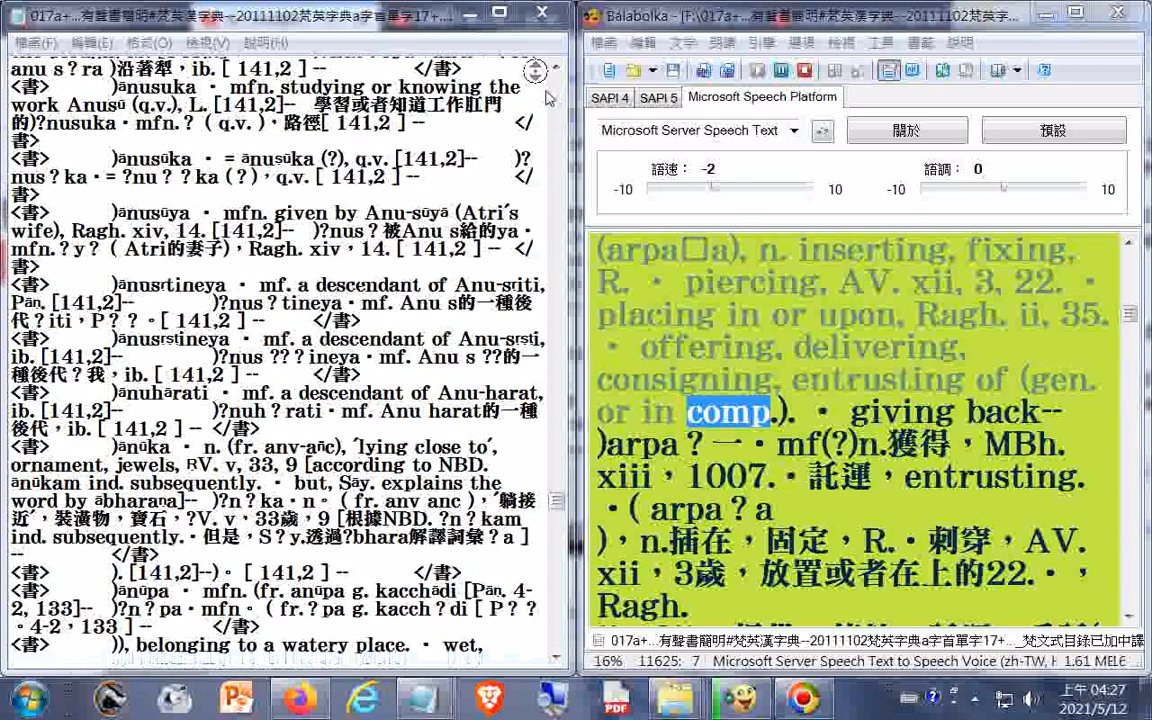 017a+...有聲書簡明#梵英漢字典--20111102梵英字典a字首單字17+...
檔案(F) 編輯(E) 格式(O) 檢視(V) 說明(H)
anu s?ra) 沿著犁，ib. [ 141,2 ] -- </書>
<書> )ānusuka • mfn. studying or knowing the
work Anusū (q.v.), L. [141,2]-- 學習或者知道工作肛門
的)?nusuka • mfn. ? ( q.v. )，路徑[ 141,2 ] -- </
書>
<書> )ānusūka • = ānuṣūka (?), q.v. [141,2]-- )?
nus ? ka • = ?nu ? ? ka ( ? )，q.v. [ 141,2 ] -- </
書>
<書> )ānusūya • mfn. given by Anu-sūyā (Atri's
wife), Ragh. xiv, 14. [141,2]-- )?nus ? 被Anu s給的ya •
mfn. ? y ? ( Atri的妻子)，Ragh. xiv，14. [ 141,2 ] -- </
書>
<書> )ānusṛtineya • mf. a descendant of Anu-sṛiti,
Pāṇ. [141,2]-- )?nus ? tineya • mf. Anu s的一種後
代 ? iti，P ? ? 。[ 141,2 ] -- </書>
<書> )ānusṛṣṭineya • mf. a descendant of Anu-sṛṣṭi,
ib. [141,2]-- )?nus ??? ineya • mf. Anu s ??的一
種後代 ? 我，ib. [ 141,2 ] -- </書>
<書> )ānuhārati • mf. a descendant of Anu-harat,
ib. [141,2]-- )?nuh ? rati • mf. Anu harat的一種
後代，ib. [ 141,2 ] -- </書>
<書> )ānūka • n. (fr. anv-añc), 'lying close to',
ornament, jewels, RV. v, 33, 9 [according to NBD.
ānūkam ind. subsequently. • but, Sāy. explains the
word by ābharaṇa]-- )?n ? ka • n。 ( fr. anv anc )，'躺接
近'，裝潢物，寶石，?V. v，33歲，9 [根據NBD. ?n ? kam
ind. subsequently. • 但是，S ? y.透過?bhara解譯詞彙 ? a ]
-- </書>
<書> ). [141,2]--)。[ 141,2 ] -- </書>
<書> )ānūpa • mfn. (fr. anūpa g. kacchādi [Pāṇ. 4-
2, 133]-- )?n ? pa • mfn。 ( fr. ? pa g. kacch ? di [ P ? ?
。4-2，133 ] -- </書>
<書> )), belonging to a watery place. • wet,
Balabolka - [F:\017a+...有聲書簡明#梵英漢字典--20111102梵英字...
檔案 編輯 文字 朗讀 引擎 選項 檢視 工具 書籤 說明
SAPI 4 SAPI 5 Microsoft Speech Platform
Microsoft Server Speech Text 關於 預設
語速： -2 語調： 0
-10 10 -10 10
(arpa□a), n. inserting, fixing,
R. • piercing, AV. xii, 3, 22. •
placing in or upon, Ragh. ii, 35.
• offering, delivering,
consigning, entrusting of (gen.
or in comp.). • giving back--
)arpa ? 一 • mf(?)n.獲得，MBh.
xiii，1007. • 託運，entrusting.
• ( arpa ? a
)，n.插在，固定，R. • 刺穿，AV.
xii，3歲，放置或者在上的22. •，
Ragh.
017a+...有聲書簡明#梵英漢字典--20111102梵英字典a字首單字17+..._梵文式目錄已加中譯
16% 11625: 7 Microsoft Server Speech Text to Speech Voice (zh-TW, H 1.61 МЕБ
上午 04:27
2021/5/12